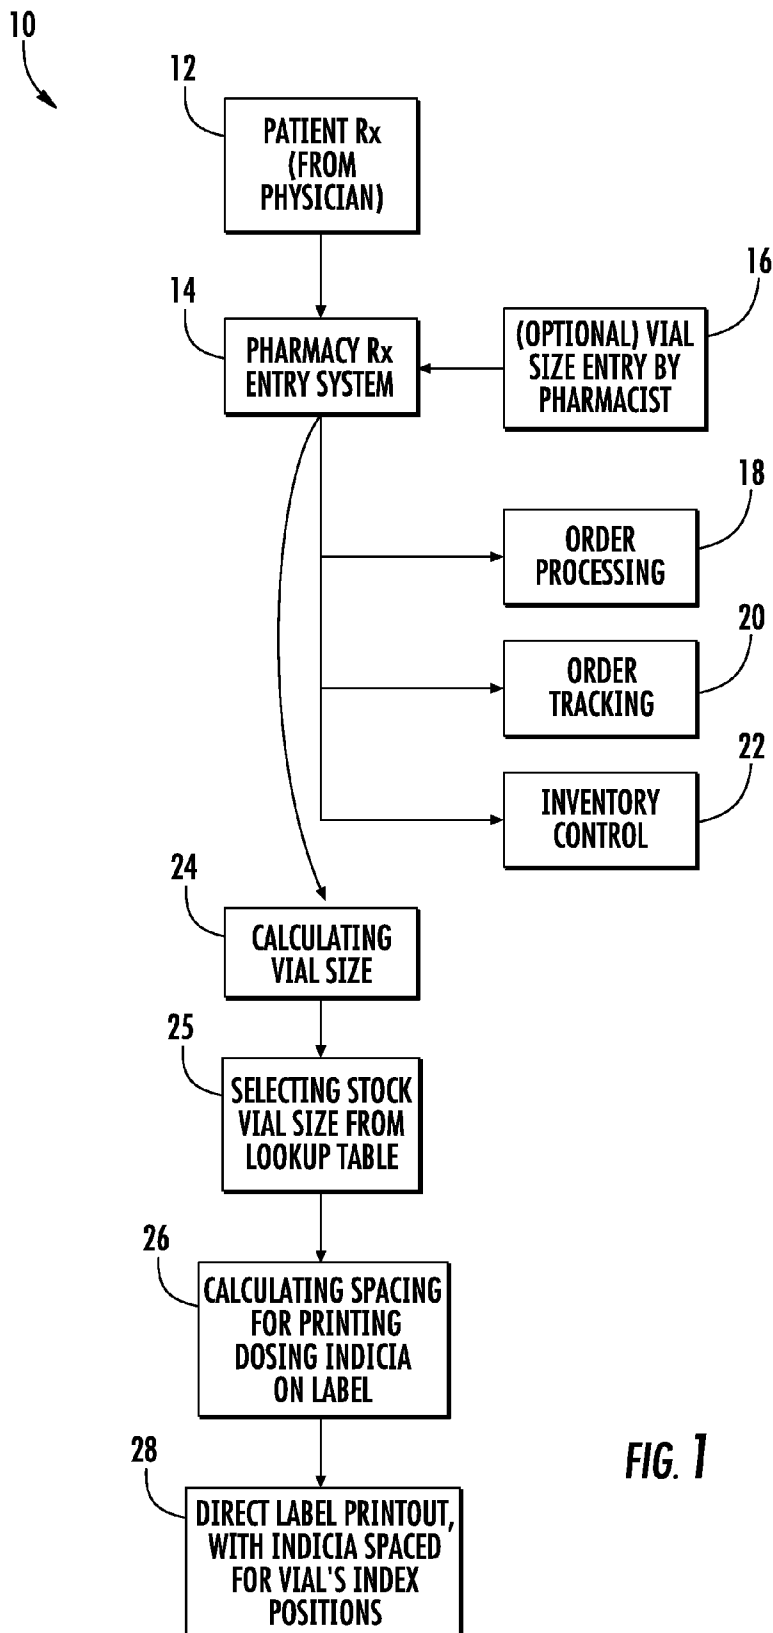 10
12
PATIENT Rx
(FROM
PHYSICIAN)
14
PHARMACY Rx
ENTRY SYSTEM
16
(OPTIONAL) VIAL
SIZE ENTRY BY
PHARMACIST
18
ORDER
PROCESSING
20
ORDER
TRACKING
22
INVENTORY
CONTROL
24
CALCULATING
VIAL SIZE
25
SELECTING STOCK
VIAL SIZE FROM
LOOKUP TABLE
26
CALCULATING SPACING
FOR PRINTING
DOSING INDICIA
ON LABEL
28
DIRECT LABEL PRINTOUT,
WITH INDICIA SPACED
FOR VIAL'S INDEX
POSITIONS
FIG. 1